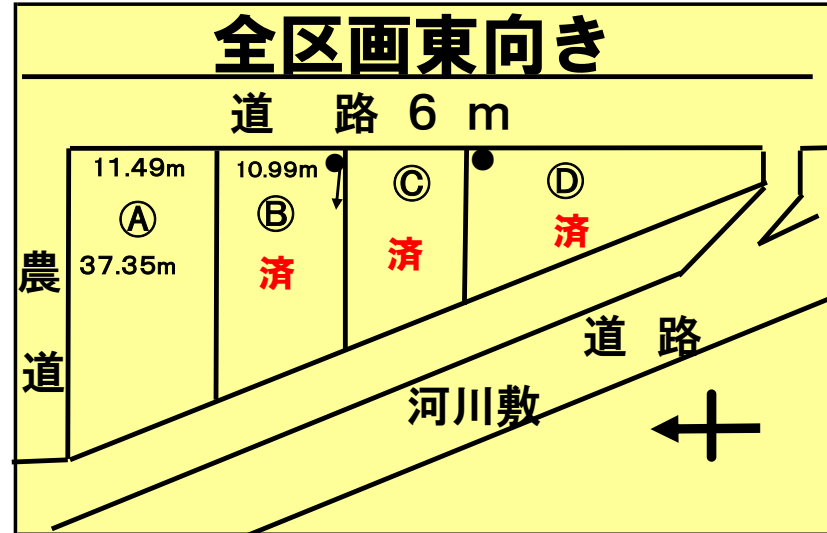 全区画東向き
道 路 6 m
11.49m
10.99m
Ⓐ
Ⓑ
Ⓒ
Ⓓ
37.35m
済
済
済
農道
道 路
河川敷